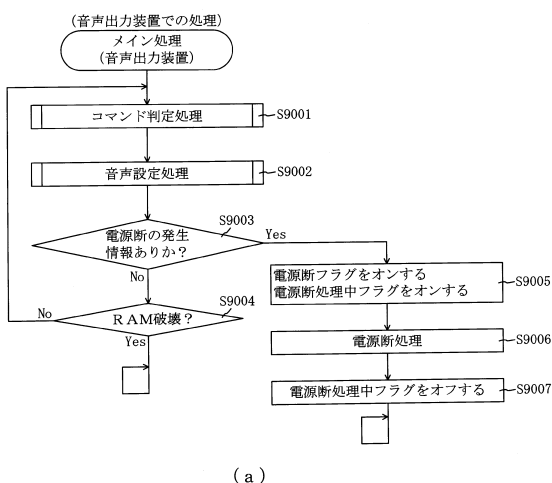 (音声出力装置での処理)
メイン処理
(音声出力装置)
コマンド判定処理
S9001
音声設定処理
S9002
電源断の発生
情報ありか?
S9003
Yes
No
RAM破壊?
S9004
No
Yes
電源断フラグをオンする
電源断処理中フラグをオンする
S9005
電源断処理
S9006
電源断処理中フラグをオフする
S9007
(a)